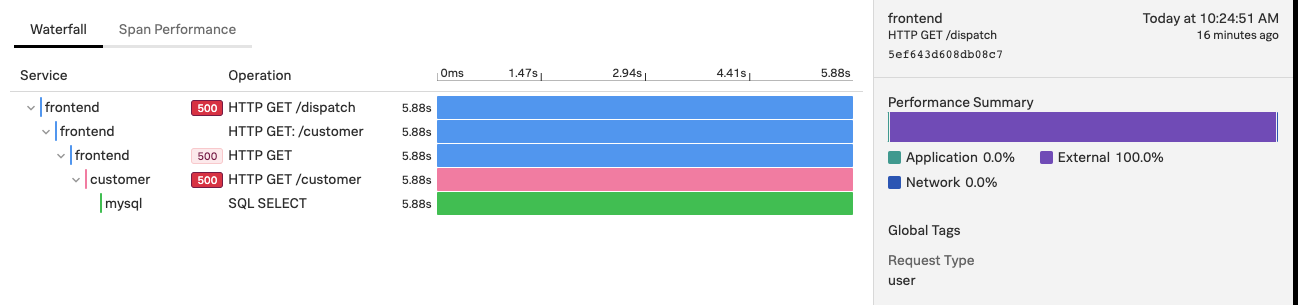 Waterfall Span Performance
Service Operation 0ms 1.47s 2.94s 4.41s 5.88s
frontend 500 HTTP GET /dispatch 5.88s
frontend HTTP GET: /customer 5.88s
frontend 500 HTTP GET 5.88s
customer 500 HTTP GET /customer 5.88s
mysql SQL SELECT 5.88s
frontend Today at 10:24:51 AM
HTTP GET /dispatch 16 minutes ago
5ef643d608db08c7
Performance Summary
Application 0.0% External 100.0%
Network 0.0%
Global Tags
Request Type
user